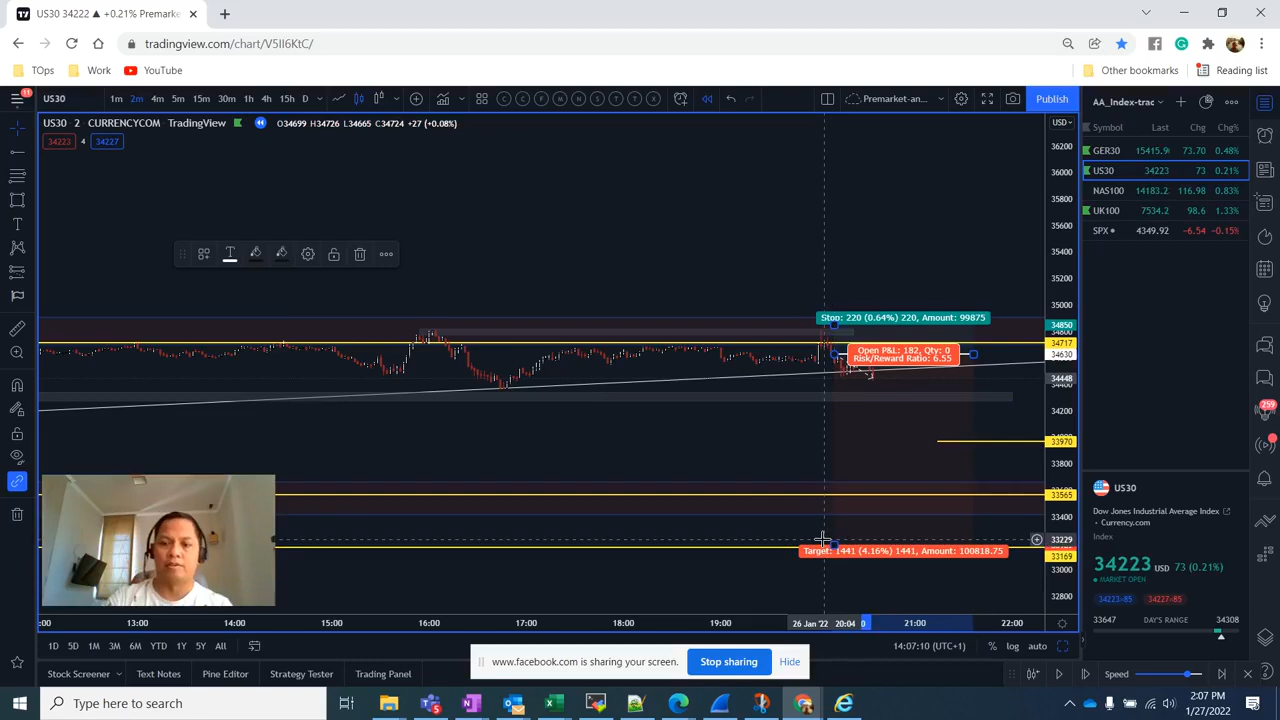 US30 34222 ▲ +0.21% Premark
tradingview.com/chart/V5II6KtC/
TOps
Work
YouTube
Other bookmarks
Reading list
11
US30
1m 2m 4m 5m 15m 30m 1h 4h 15h D
Premarket-an...
Publish
AA_Index-trac
US30 2 CURRENCYCOM TradingView
O34699 H34726 L34665 C34724 +27 (+0.08%)
USD
34223 4 34227
Symbol Last Chg Chg%
GER30 15415.9 73.70 0.48%
US30 34223 73 0.21%
NAS100 14183.2 116.98 0.83%
UK100 7534.2 98.6 1.33%
SPX 4349.92 -6.54 -0.15%
36200
36000
35800
35600
35400
35200
35000
34850
34717
34630
34448
34400
34200
33970
33800
33565
33400
33229
33169
33000
32800
Stop: 220 (0.64%) 220, Amount: 99875
Open P&L: 182, Qty: 0
Risk/Reward Ratio: 6.55
Target: 1441 (4.16%) 1441, Amount: 100818.75
259
US30
Dow Jones Industrial Average Index
• Currency.com
Index
34223 USD 73 (0.21%)
MARKET OPEN
34223×85 34227×85
33647 DAY'S RANGE 34308
:00 14:00 15:00 16:00 17:00 18:00 19:00 26 Jan '22 20:04 21:00 22:00
1D 5D 1M 3M 6M YTD 1Y 5Y All
14:07:10 (UTC+1) % log auto
www.facebook.com is sharing your screen.
Stop sharing
Hide
Stock Screener
Text Notes
Pine Editor
Strategy Tester
Trading Panel
Speed
Type here to search
2:07 PM
1/27/2022